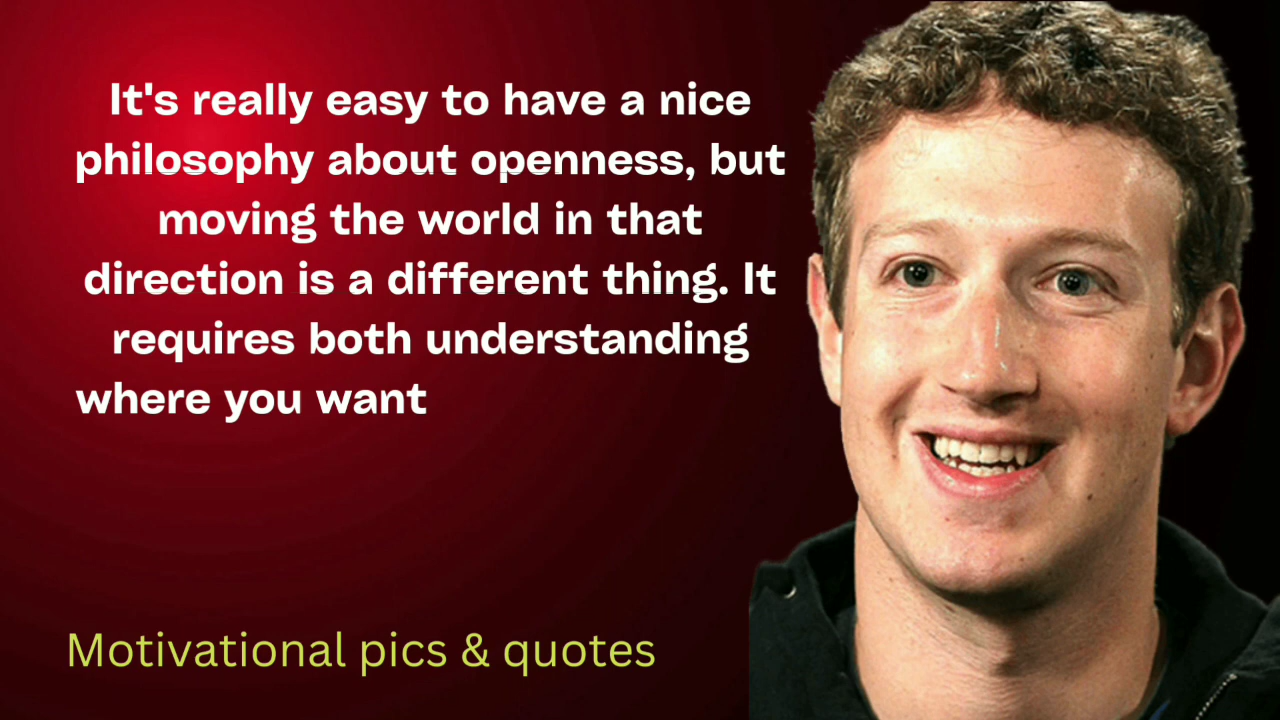 It's really easy to have a nice
philosophy about openness, but
moving the world in that
direction is a different thing. It
requires both understanding
where you want
Motivational pics & quotes